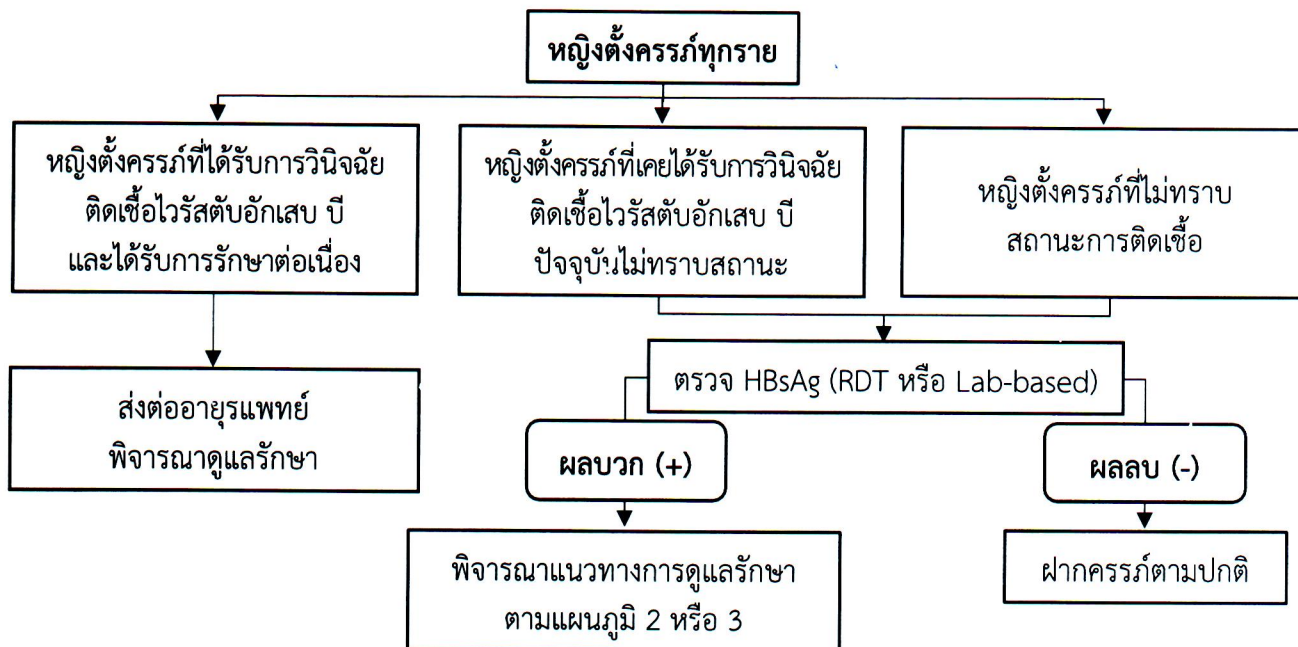 หญิงตั้งครรภ์ทุกราย
หญิงตั้งครรภ์ที่ได้รับการวินิจฉัย
ติดเชื้อไวรัสตับอักเสบ บี
และได้รับการรักษาต่อเนื่อง
หญิงตั้งครรภ์ที่เคยได้รับการวินิจฉัย
ติดเชื้อไวรัสตับอักเสบ บี
ปัจจุบันไม่ทราบสถานะ
หญิงตั้งครรภ์ที่ไม่ทราบ
สถานะการติดเชื้อ
ส่งต่ออายุรแพทย์
พิจารณาดูแลรักษา
ตรวจ HBsAg (RDT หรือ Lab-based)
ผลบวก (+)
ผลลบ (-)
พิจารณาแนวทางการดูแลรักษา
ตามแผนภูมิ 2 หรือ 3
ฝากครรภ์ตามปกติ